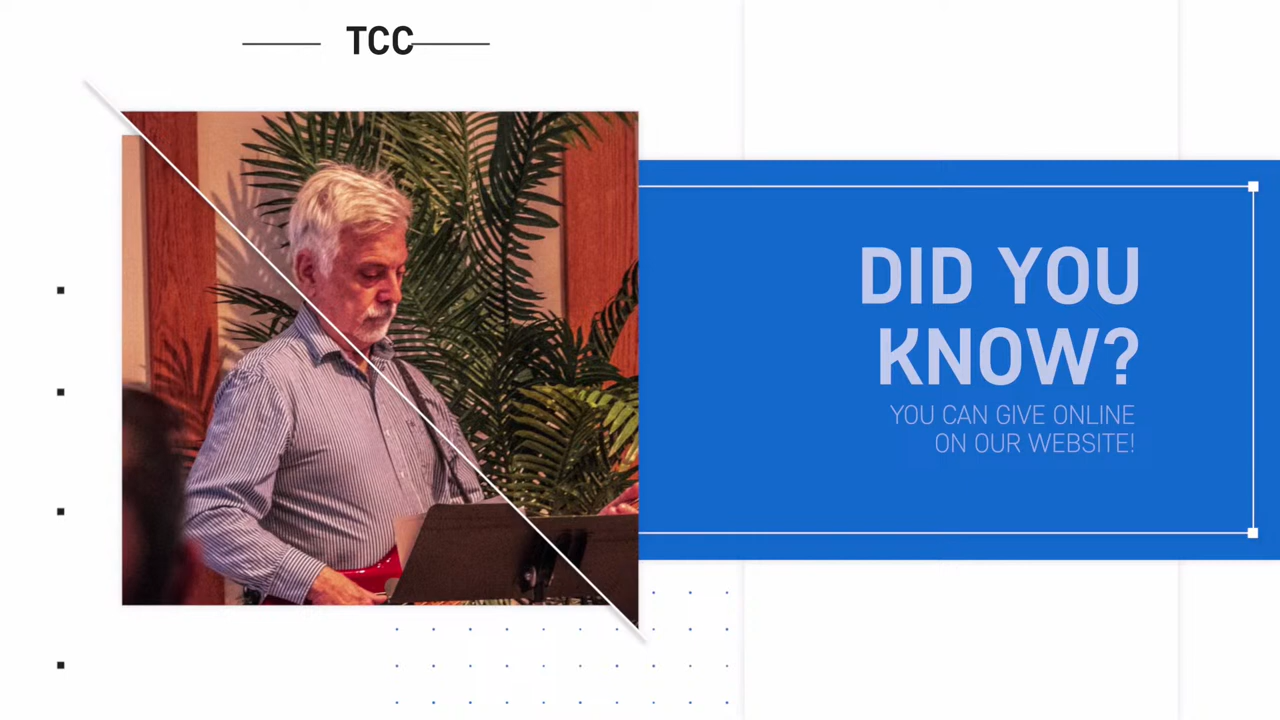 TCC
DID YOU
KNOW?
YOU CAN GIVE ONLINE
ON OUR WEBSITE!